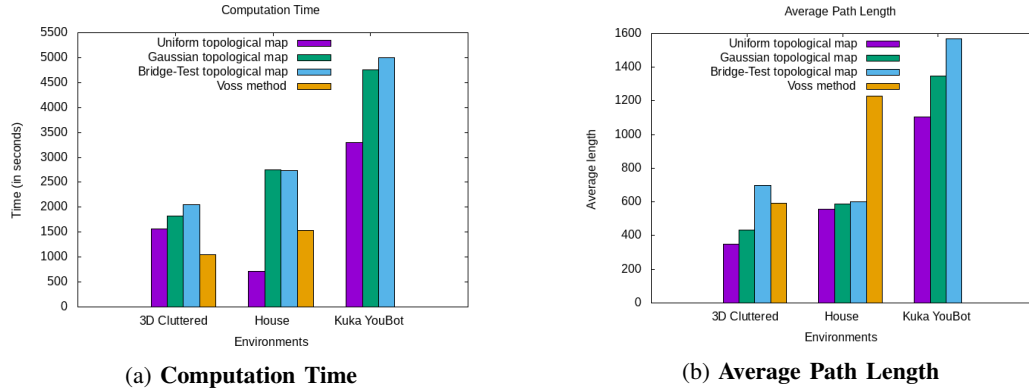 Computation Time
5500
5000
4500
4000
3500
3000
2500
2000
1500
1000
500
0
Time (in seconds)
Uniform topological map
Gaussian topological map
Bridge-Test topological map
Voss method
3D Cluttered
House
Kuka YouBot
Environments
(a) Computation Time
Average Path Length
1600
1400
1200
1000
800
600
400
200
0
Average length
Uniform topological map
Gaussian topological map
Bridge-Test topological map
Voss method
3D Cluttered
House
Kuka YouBot
Environments
(b) Average Path Length